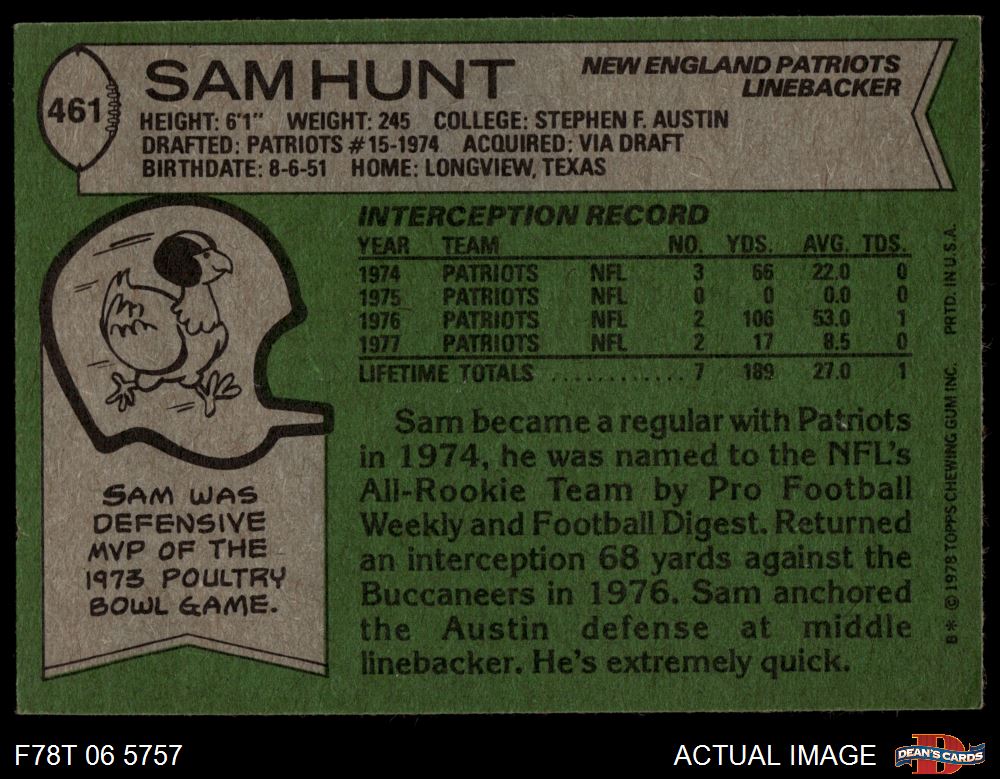 461
SAM HUNT
NEW ENGLAND PATRIOTS
LINEBACKER
HEIGHT: 6'1" WEIGHT: 245 COLLEGE: STEPHEN F. AUSTIN
DRAFTED: PATRIOTS #15-1974 ACQUIRED: VIA DRAFT
BIRTHDATE: 8-6-51 HOME: LONGVIEW, TEXAS
INTERCEPTION RECORD
YEAR TEAM NO. YDS. AVG. TDS.
1974 PATRIOTS NFL 3 66 22.0 0
1975 PATRIOTS NFL 0 0 0.0 0
1976 PATRIOTS NFL 2 106 53.0 1
1977 PATRIOTS NFL 2 17 8.5 0
LIFETIME TOTALS ............ 7 189 27.0 1
Sam became a regular with Patriots
in 1974, he was named to the NFL's
All-Rookie Team by Pro Football
Weekly and Football Digest. Returned
an interception 68 yards against the
Buccaneers in 1976. Sam anchored
the Austin defense at middle
linebacker. He's extremely quick.
SAM WAS
DEFENSIVE
MVP OF THE
1973 POULTRY
BOWL GAME.
B * © 1978 TOPPS CHEWING GUM INC. PRTD. IN U.S.A.
F78T 06 5757
ACTUAL IMAGE
DEAN'S CARDS